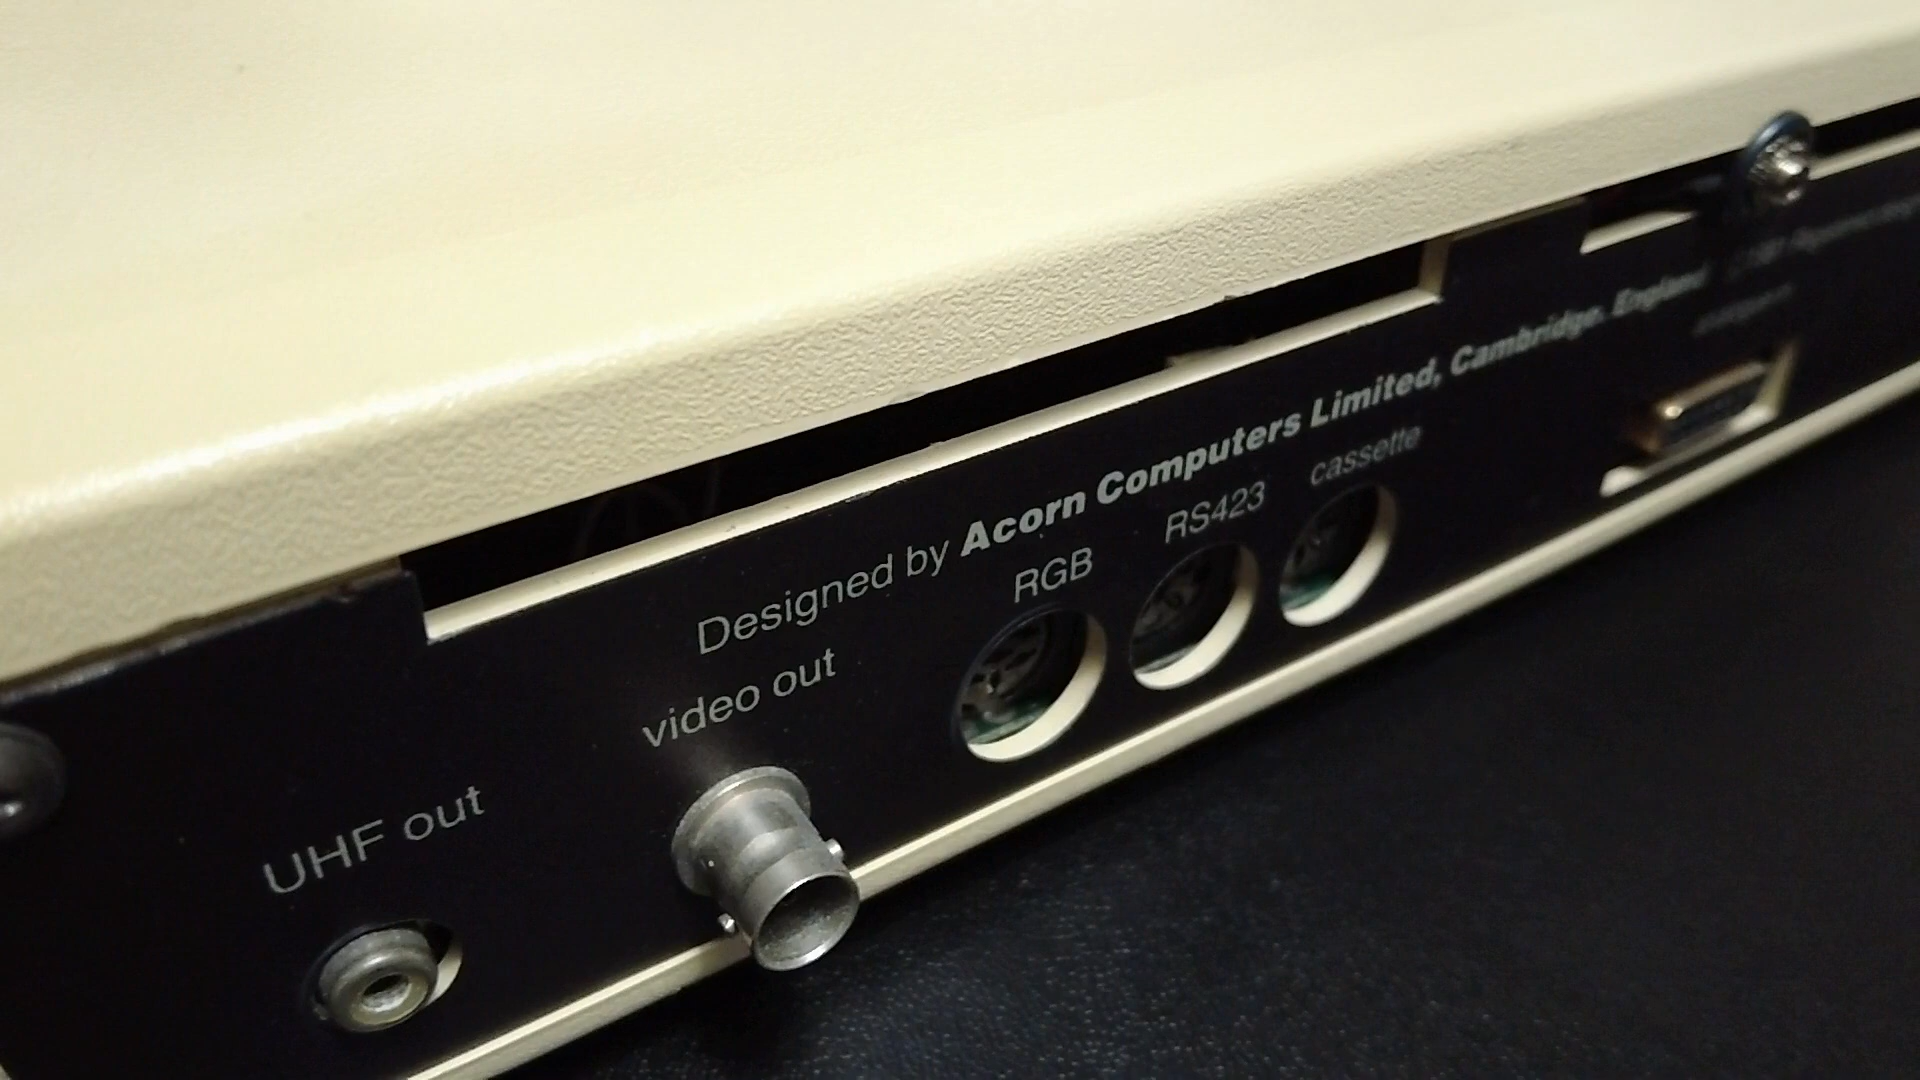 Designed by Acorn Computers Limited, Cambridge. England
UHF out
video out
RGB
RS423
cassette